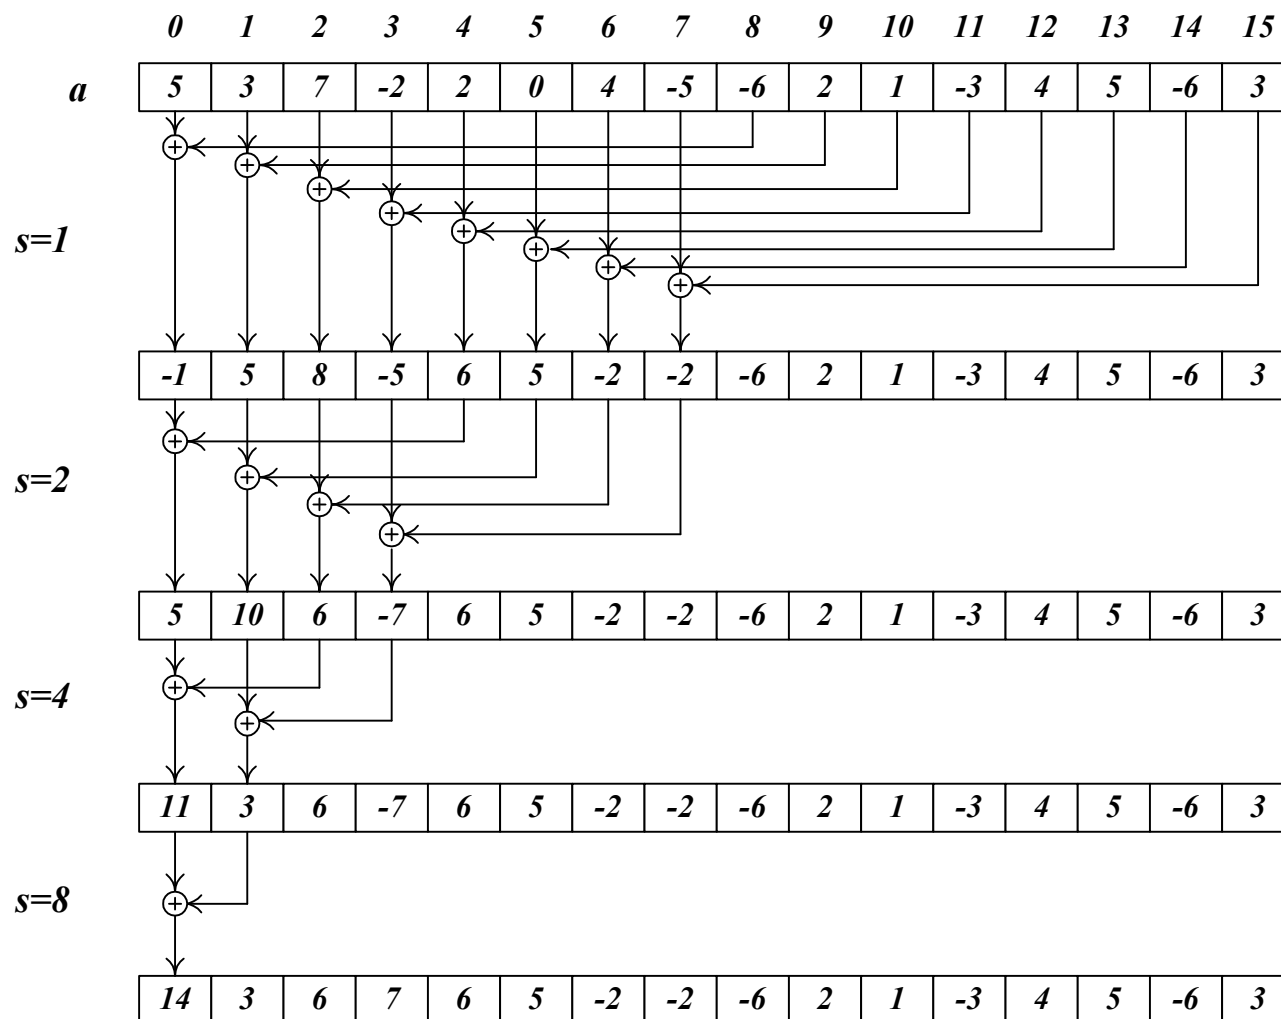 0 1 2 3 4 5 6 7 8 9 10 11 12 13 14 15
a 5 3 7 -2 2 0 4 -5 -6 2 1 -3 4 5 -6 3
s=1
-1 5 8 -5 6 5 -2 -2 -6 2 1 -3 4 5 -6 3
s=2
5 10 6 -7 6 5 -2 -2 -6 2 1 -3 4 5 -6 3
s=4
11 3 6 -7 6 5 -2 -2 -6 2 1 -3 4 5 -6 3
s=8
14 3 6 7 6 5 -2 -2 -6 2 1 -3 4 5 -6 3